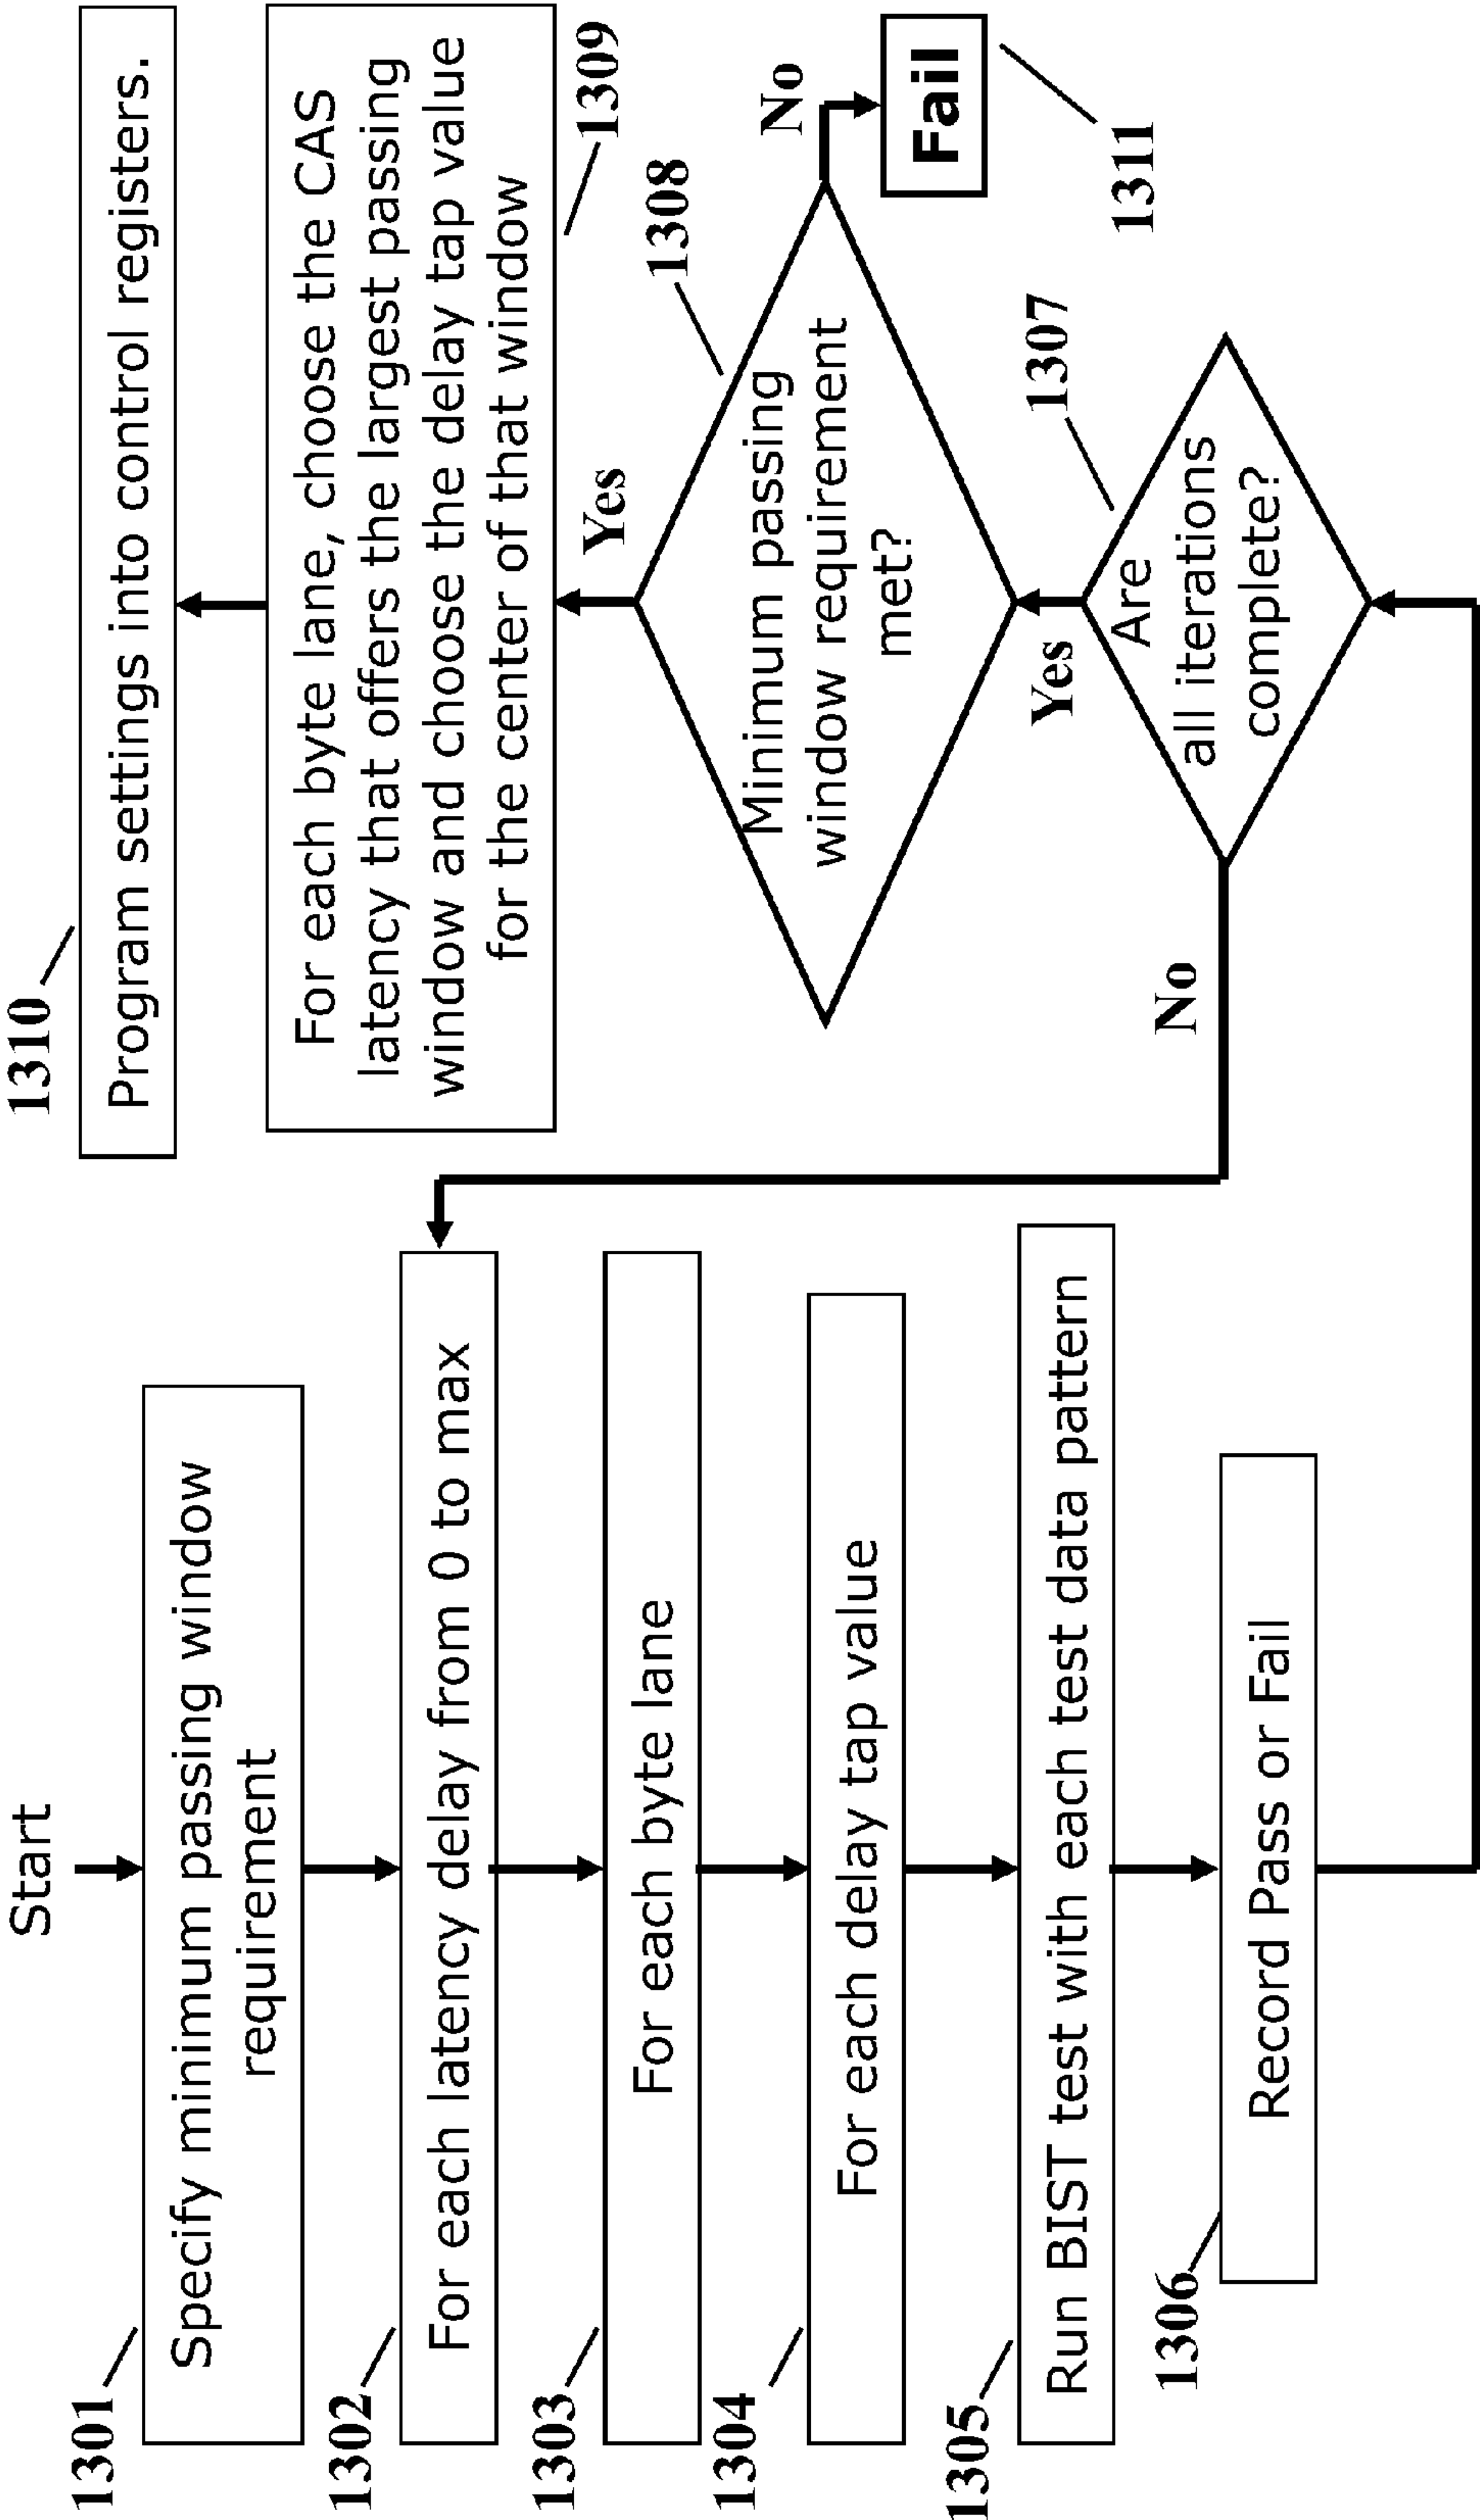 Start
1301
Specify minimum passing window
requirement
1302
For each latency delay from 0 to max
1303
For each byte lane
1304
For each delay tap value
1305
Run BIST test with each test data pattern
1306
Record Pass or Fail
1310
Program settings into control registers.
For each byte lane, choose the CAS
latency that offers the largest passing
window and choose the delay tap value
for the center of that window
1309
Yes
1308
No
Minimum passing
window requirement
met?
Fail
1311
Yes
1307
Are
all iterations
complete?
No